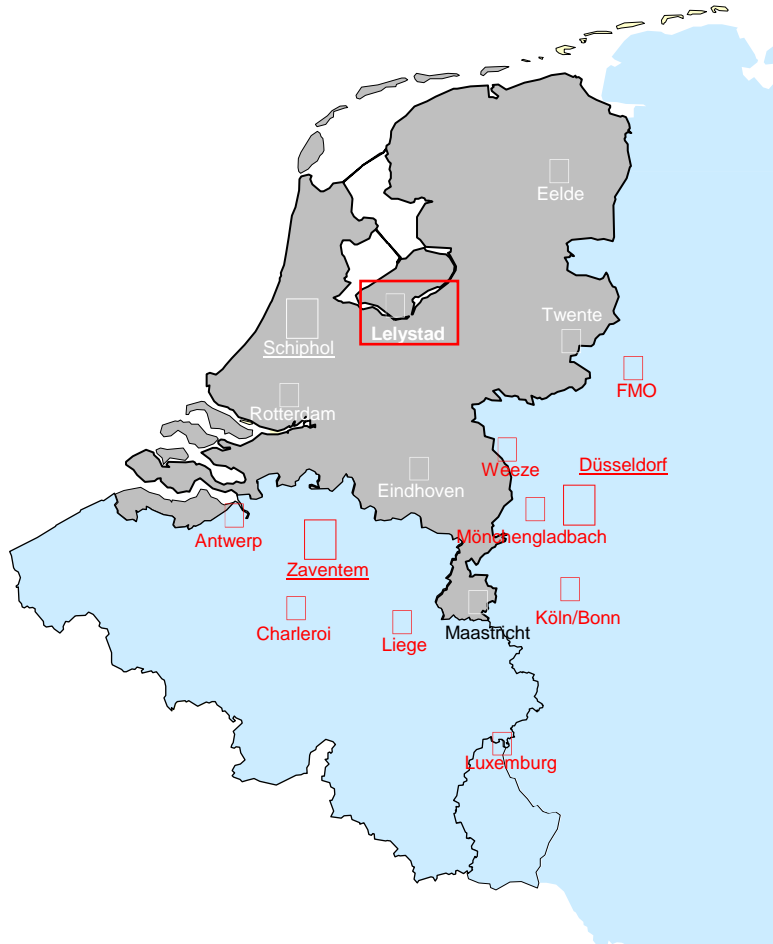 Eelde
Twente
Lelystad
Schiphol
FMO
Rotterdam
Weeze
Düsseldorf
Eindhoven
Mönchengladbach
Antwerp
Zaventem
Köln/Bonn
Charleroi
Maastricht
Liege
Luxemburg